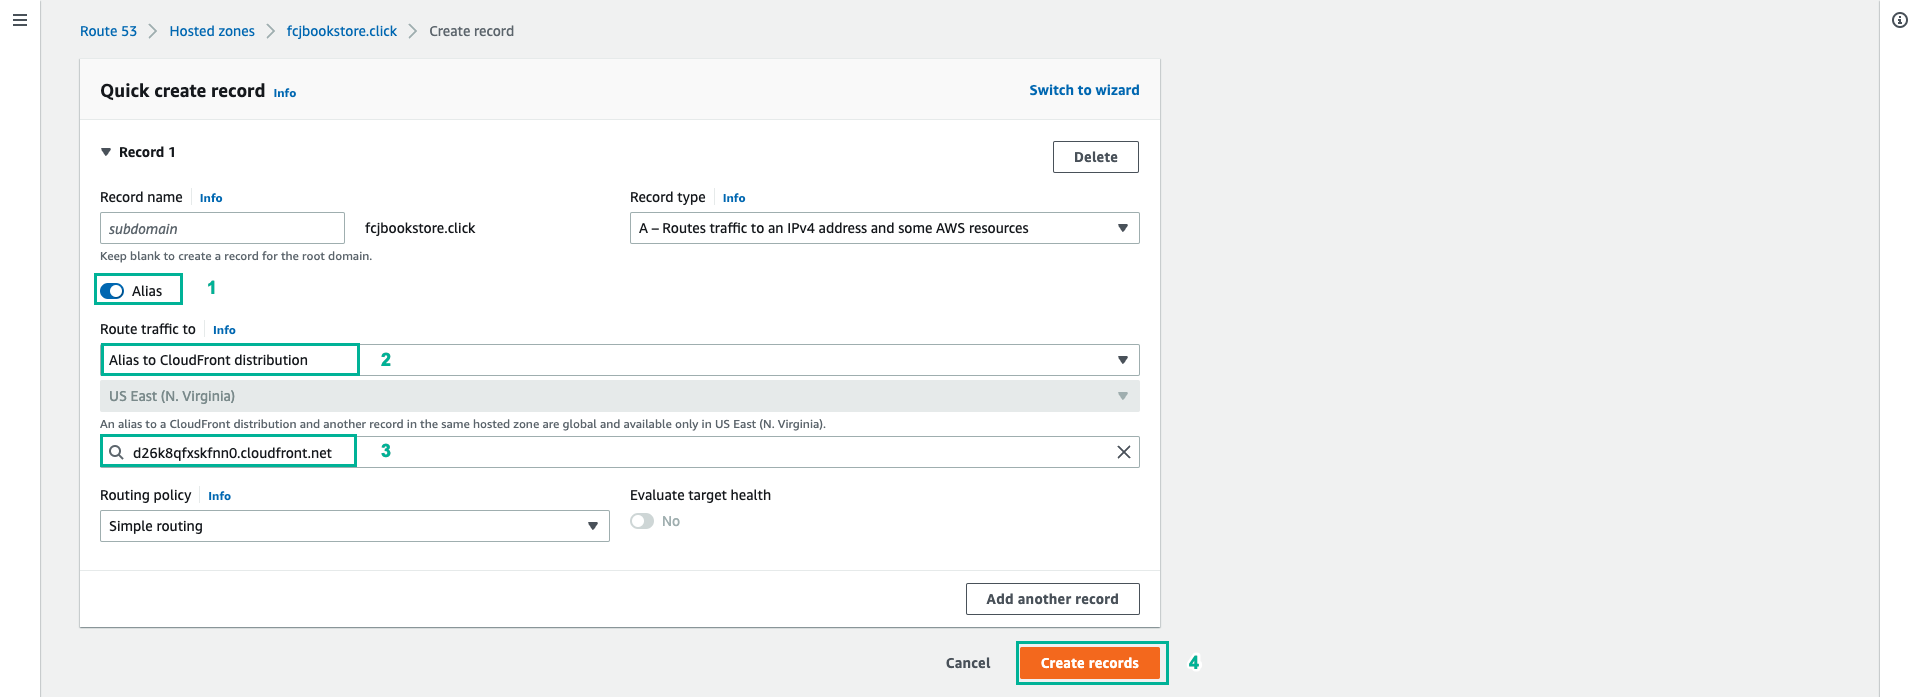 Route 53 > Hosted zones > fcjbookstore.click > Create record
Quick create record Info
Switch to wizard
Record 1
Delete
Record name Info
subdomain
fcjbookstore.click
Keep blank to create a record for the root domain.
Record type Info
A – Routes traffic to an IPv4 address and some AWS resources
Alias
1
Route traffic to Info
Alias to CloudFront distribution
2
US East (N. Virginia)
An alias to a CloudFront distribution and another record in the same hosted zone are global and available only in US East (N. Virginia).
d26k8qfxskfnn0.cloudfront.net
3
Routing policy Info
Simple routing
Evaluate target health
No
Add another record
Cancel
Create records
4